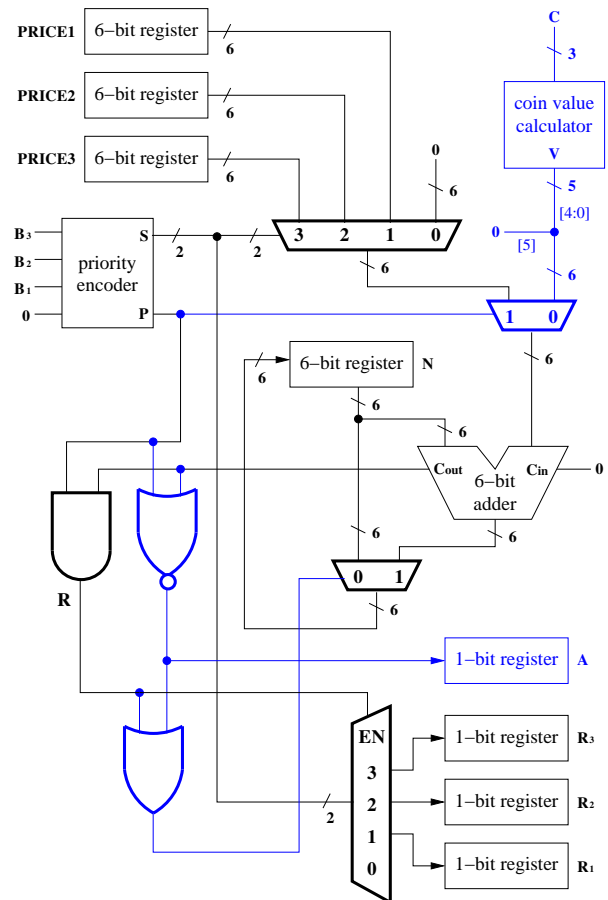 C
PRICE1 6−bit register 6
3
PRICE2 6−bit register 6
coin value
calculator
V
PRICE3 6−bit register 6
0
6
5
[4:0]
0
[5]
6
B3
B2
B1
0
priority
encoder
S
P
2
2
3 2 1 0
6
1 0
6
6
6−bit register N
6
6
Cout Cin 0
6−bit
adder
6
6
0 1
6
R
1−bit register A
EN
3
2
1
0
2
1−bit register R3
1−bit register R2
1−bit register R1